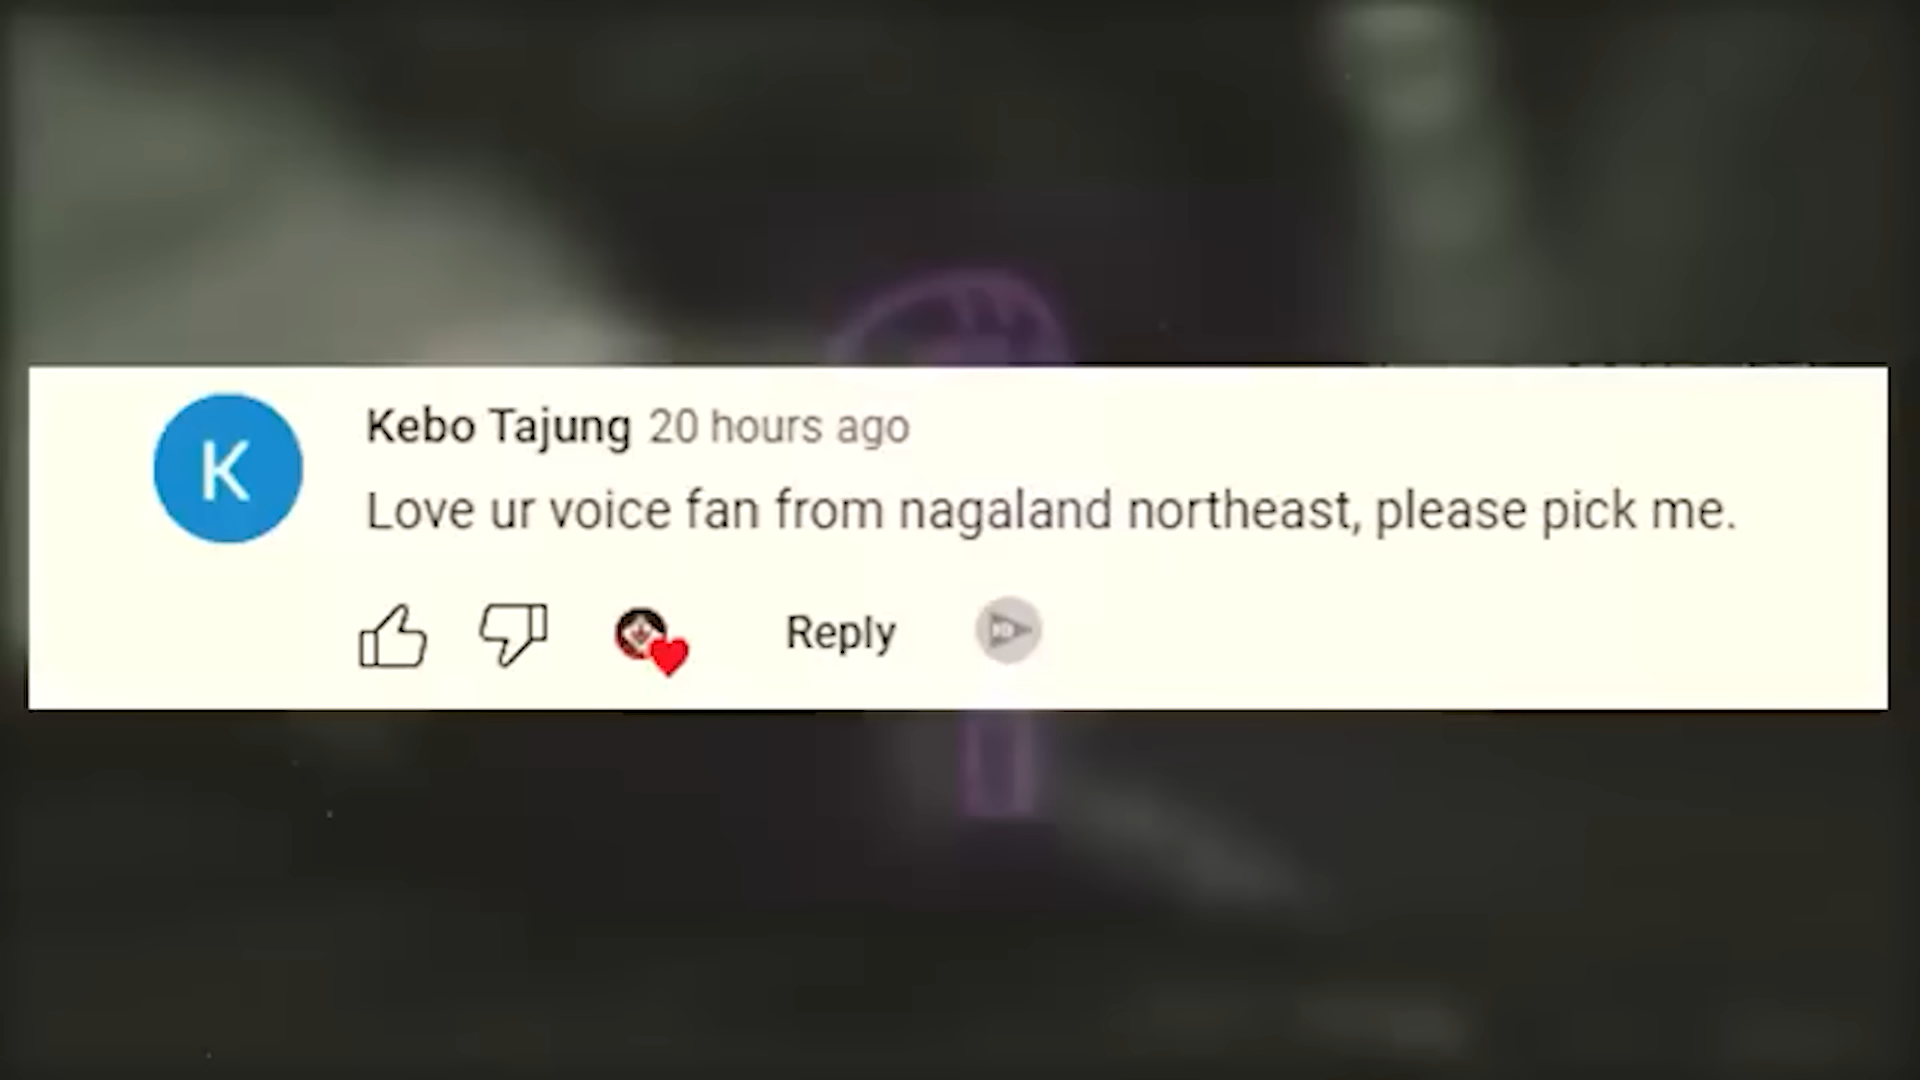 K
Kebo Tajung 20 hours ago
Love ur voice fan from nagaland northeast, please pick me.
Reply